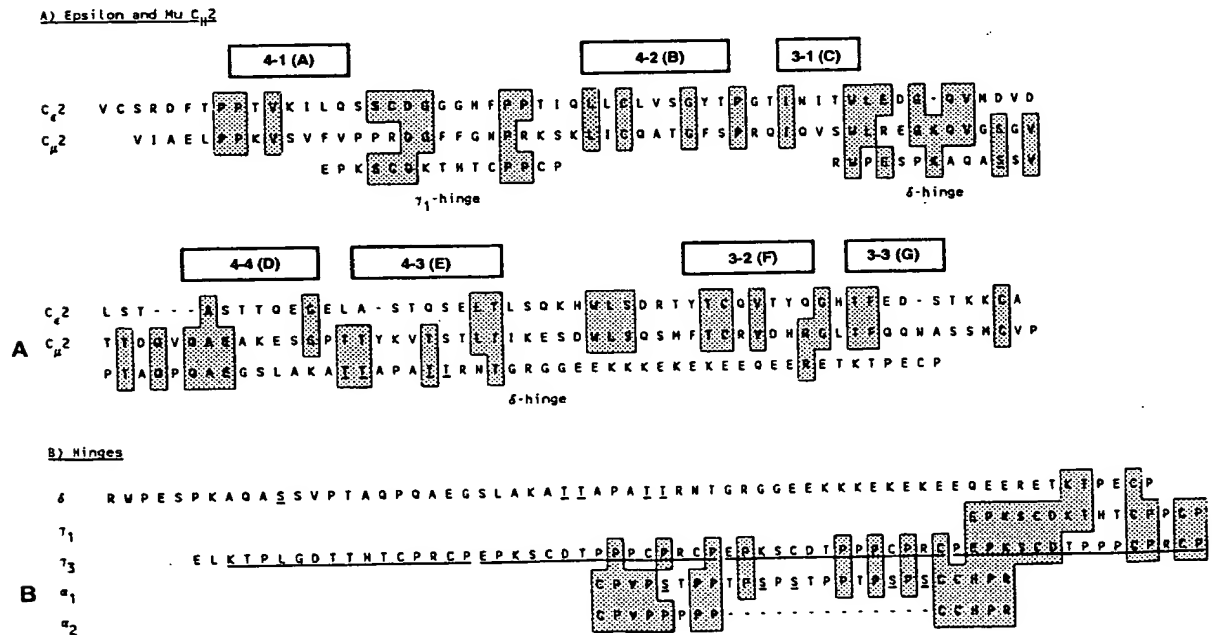 A) Epsilon and Mu CH2
4-1 (A) 4-2 (B) 3-1 (C)
Cε2 V C S R D F T P P T V K I L Q S S C D G G G H F P P T I Q L L C L V S G Y T P G T I N I T W L E D G - Q V M D V D
Cμ2 V I A E L P P K V S V F V P P R D G F F G N P R K S K L I C Q A T G F S P R Q I Q V S W L R E G K Q V G S G V
E P K S C D K T H T C P P C P R W P E S P K A Q A S S V
γ1-hinge δ-hinge
4-4 (D) 4-3 (E) 3-2 (F) 3-3 (G)
Cε2 L S T - - - A S T T Q E G E L A - S T Q S E L T L S Q K H W L S D R T Y T C Q V T Y Q G H T F E D - S T K K C A
A Cμ2 T T D Q V Q A E A K E S G P T T Y K V T S T L T I K E S D W L S Q S M F T C R V D H R G L T F Q Q N A S S M C V P
P T A Q P Q A E G S L A K A T T A P A T T R N T G R G G E E K K K E K E K E E Q E E R E T K T P E C P
δ-hinge
B) Hinges
δ R W P E S P K A Q A S S V P T A Q P Q A E G S L A K A T T A P A T T R N T G R G G E E K K K E K E K E E Q E E R E T K T P E C P
γ1 E P K S C D K T H T C P P C P
γ3 E L K T P L G D T T H T C P R C P E P K S C D T P P P C P R C P E P K S C D T P P P C P R C P E P K S C D T P P P C P R C P
B α1 C P V P S T P P T P S P S T P P T P S P S C C H P R
α2 C P V P P P P P - - - - - - - - - - - - - C C H P R